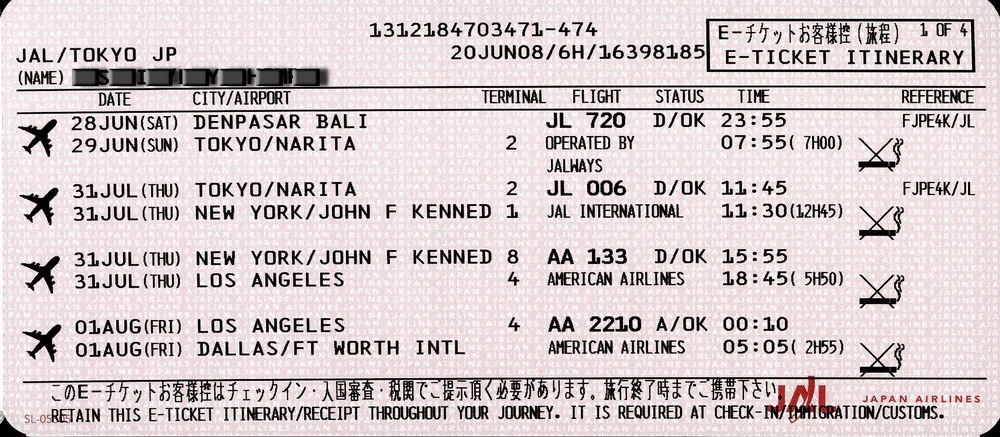 1312184703471-474
E-チケットお客様控(旅程) 1 OF 4
JAL/TOKYO JP 20JUN08/6H/16398185 E-TICKET ITINERARY
(NAME)
DATE CITY/AIRPORT TERMINAL FLIGHT STATUS TIME REFERENCE
28JUN(SAT) DENPASAR BALI JL 720 D/OK 23:55 FJPE4K/JL
29JUN(SUN) TOKYO/NARITA 2 OPERATED BY 07:55( 7H00)
JALWAYS
31JUL(THU) TOKYO/NARITA 2 JL 006 D/OK 11:45 FJPE4K/JL
31JUL(THU) NEW YORK/JOHN F KENNED 1 JAL INTERNATIONAL 11:30(12H45)
31JUL(THU) NEW YORK/JOHN F KENNED 8 AA 133 D/OK 15:55
31JUL(THU) LOS ANGELES 4 AMERICAN AIRLINES 18:45( 5H50)
01AUG(FRI) LOS ANGELES 4 AA 2210 A/OK 00:10
01AUG(FRI) DALLAS/FT WORTH INTL AMERICAN AIRLINES 05:05( 2H55)
このE-チケットお客様控はチェックイン・入国審査・税関でご提示頂く必要があります。旅行終了時までご携帯下さい。
JAL JAPAN AIRLINES
RETAIN THIS E-TICKET ITINERARY/RECEIPT THROUGHOUT YOUR JOURNEY. IT IS REQUIRED AT CHECK-IN/IMMIGRATION/CUSTOMS.